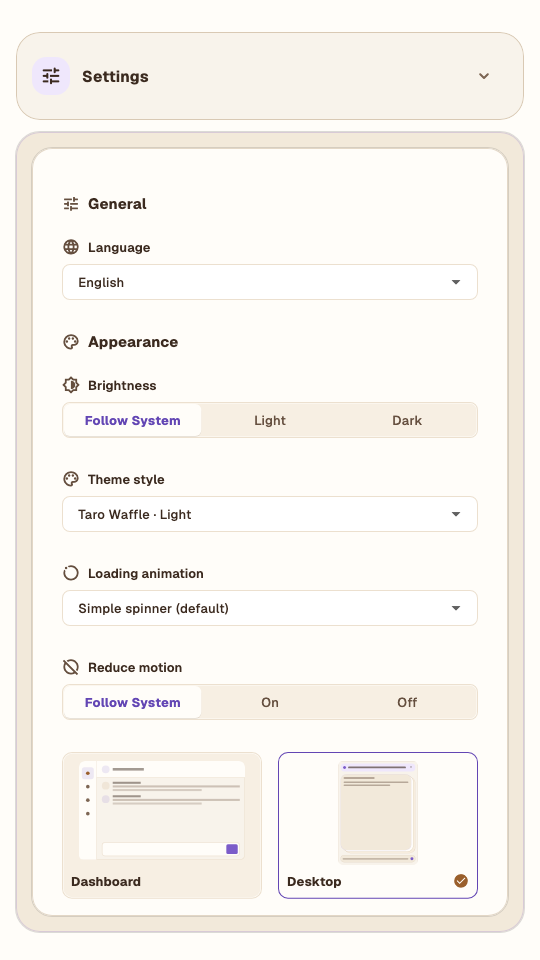 Settings
General
Language
English
Appearance
Brightness
Follow System Light Dark
Theme style
Taro Waffle · Light
Loading animation
Simple spinner (default)
Reduce motion
Follow System On Off
Dashboard Desktop